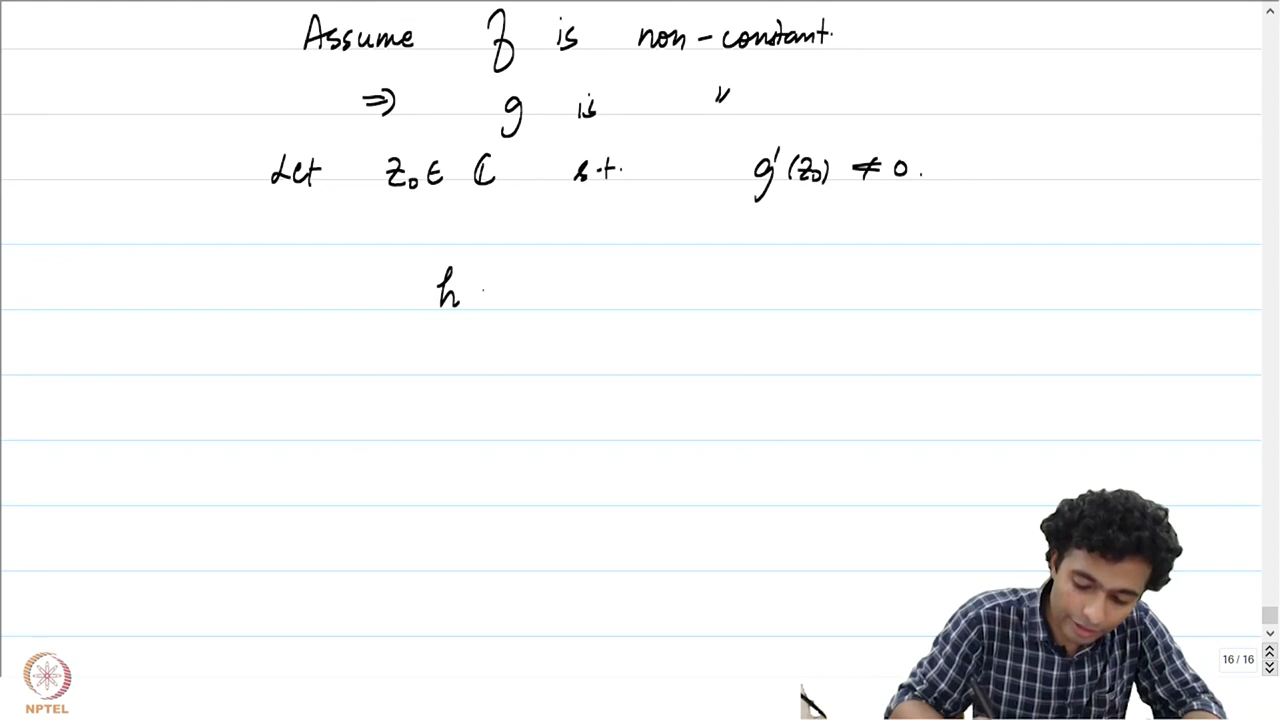 Assume f is non-constant.
⇒ g is "
Let z₀ ∈ ℂ s.t. g'(z₀) ≠ 0.
h
16 / 16
NPTEL